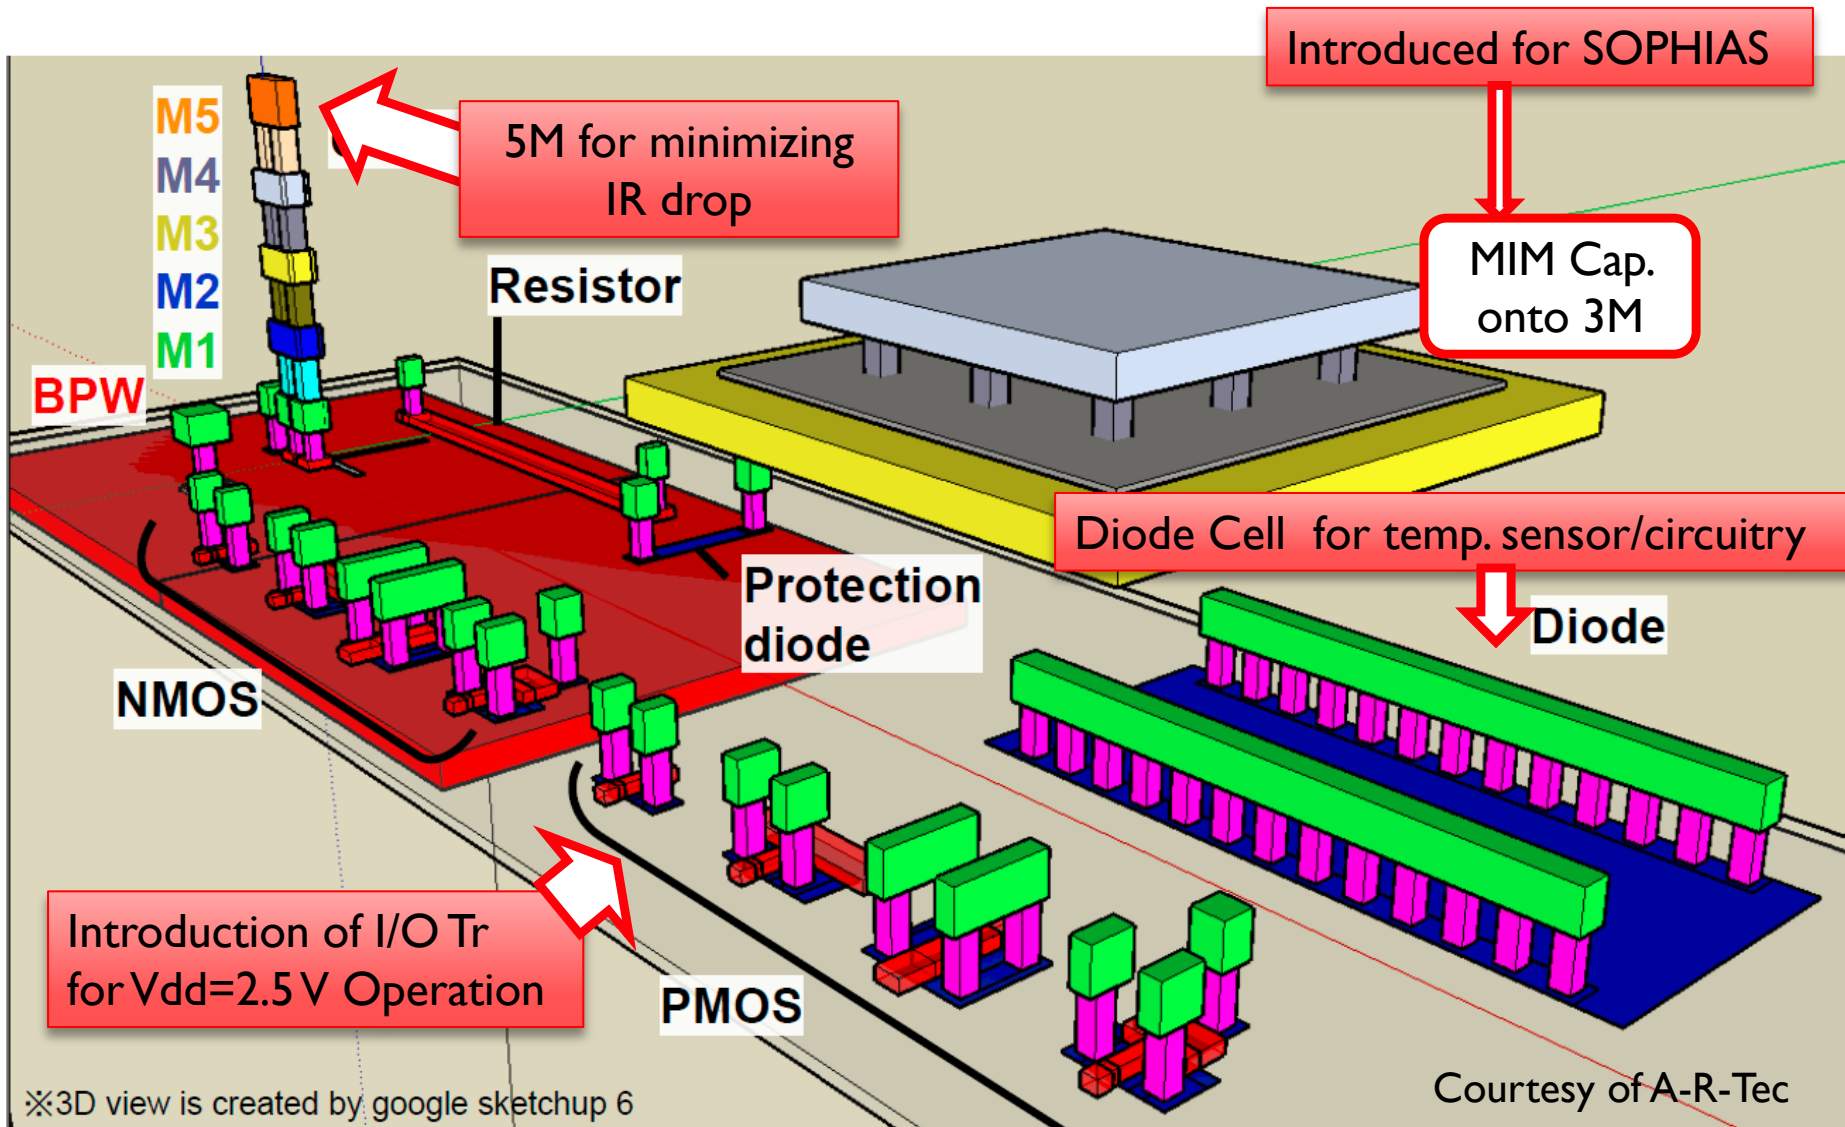 Introduced for SOPHIAS
M5
5M for minimizing
IR drop
M4
M3
M2
M1
MIM Cap.
onto 3M
Resistor
BPW
Diode Cell for temp. sensor/circuitry
Protection
diode
Diode
NMOS
Introduction of I/O Tr
for Vdd=2.5 V Operation
PMOS
※3D view is created by google sketchup 6
Courtesy of A-R-Tec